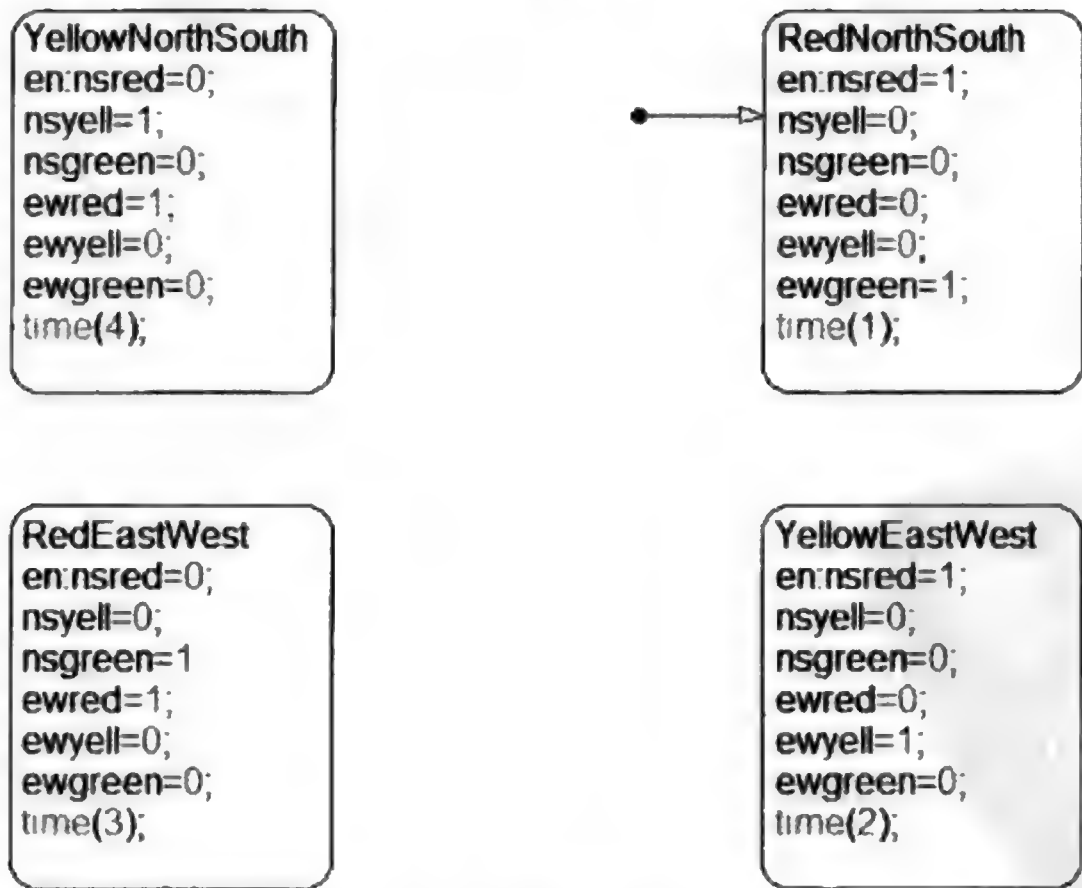 YellowNorthSouth
en:nsred=0;
nsyell=1;
nsgreen=0;
ewred=1;
ewyell=0;
ewgreen=0;
time(4);
RedNorthSouth
en:nsred=1;
nsyell=0;
nsgreen=0;
ewred=0;
ewyell=0;
ewgreen=1;
time(1);
RedEastWest
en:nsred=0;
nsyell=0;
nsgreen=1
ewred=1;
ewyell=0;
ewgreen=0;
time(3);
YellowEastWest
en:nsred=1;
nsyell=0;
nsgreen=0;
ewred=0;
ewyell=1;
ewgreen=0;
time(2);